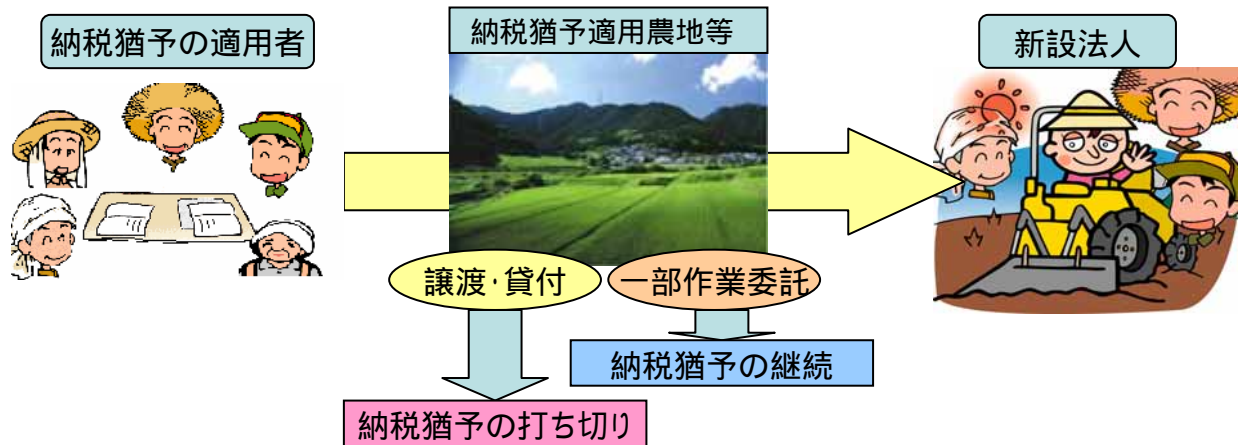 納税猶予の適用者
納税猶予適用農地等
新設法人
譲渡・貸付
一部作業委託
納税猶予の継続
納税猶予の打ち切り